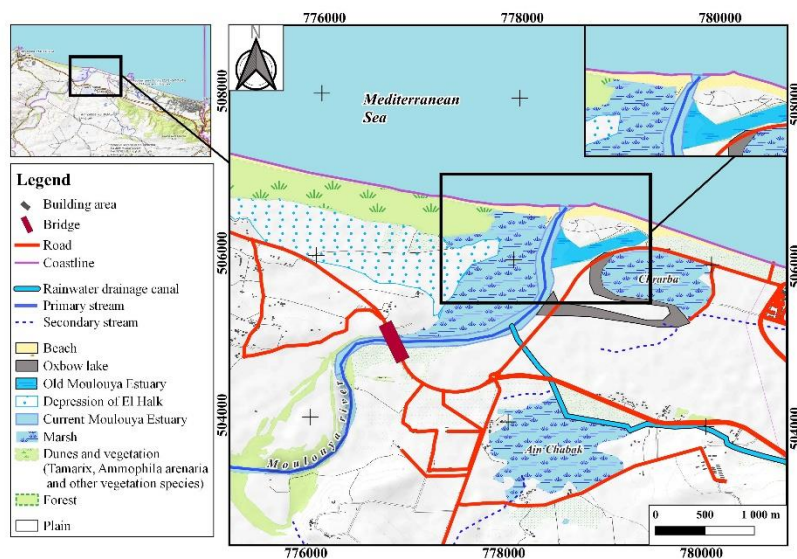 776000
778000
780000
N
508000
508000
508000
Mediterranean
Sea
Legend
Building area
Bridge
Road
Coastline
Rainwater drainage canal
Primary stream
Secondary stream
Beach
Oxbow lake
Old Moulouya Estuary
Depression of El Halk
Current Moulouya Estuary
Marsh
Dunes and vegetation
(Tamarix, Ammophila arenaria
and other vegetation species)
Forest
Plain
506000
506000
Chrarba
504000
504000
Moulouya river
Ain Chabak
0
500
1 000 m
776000
778000
780000